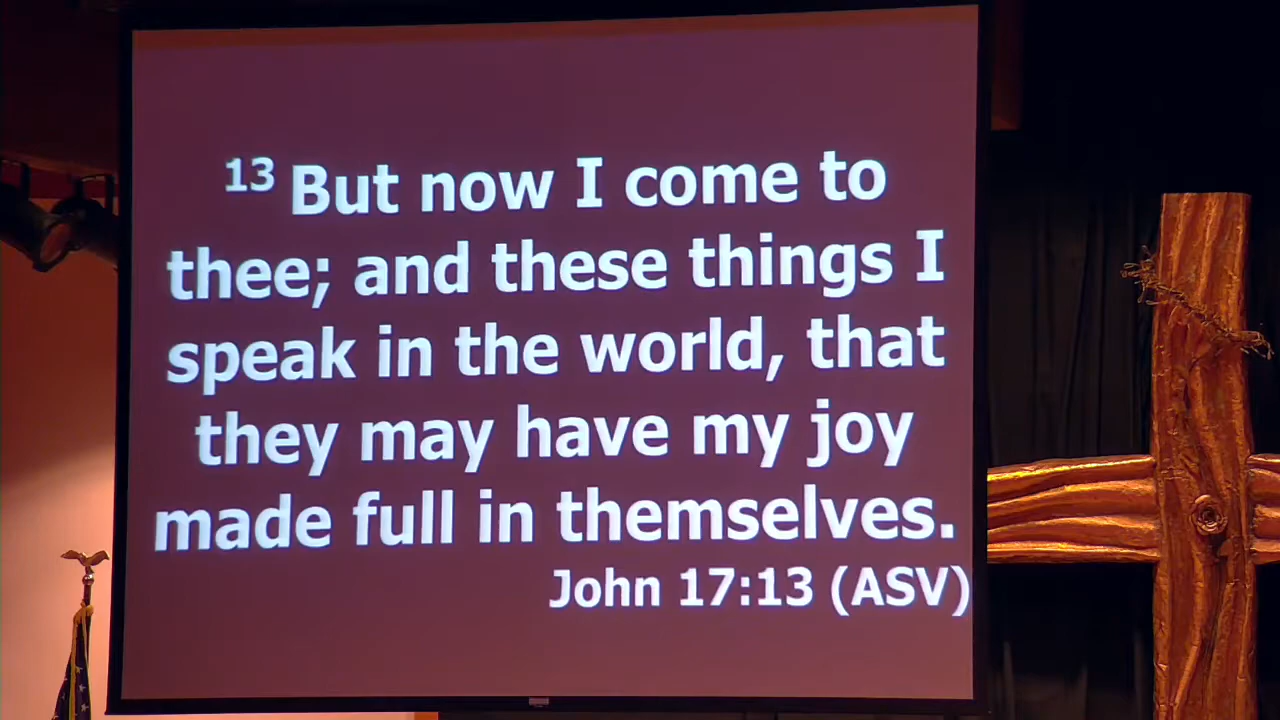 13 But now I come to
thee; and these things I
speak in the world, that
they may have my joy
made full in themselves.
John 17:13 (ASV)